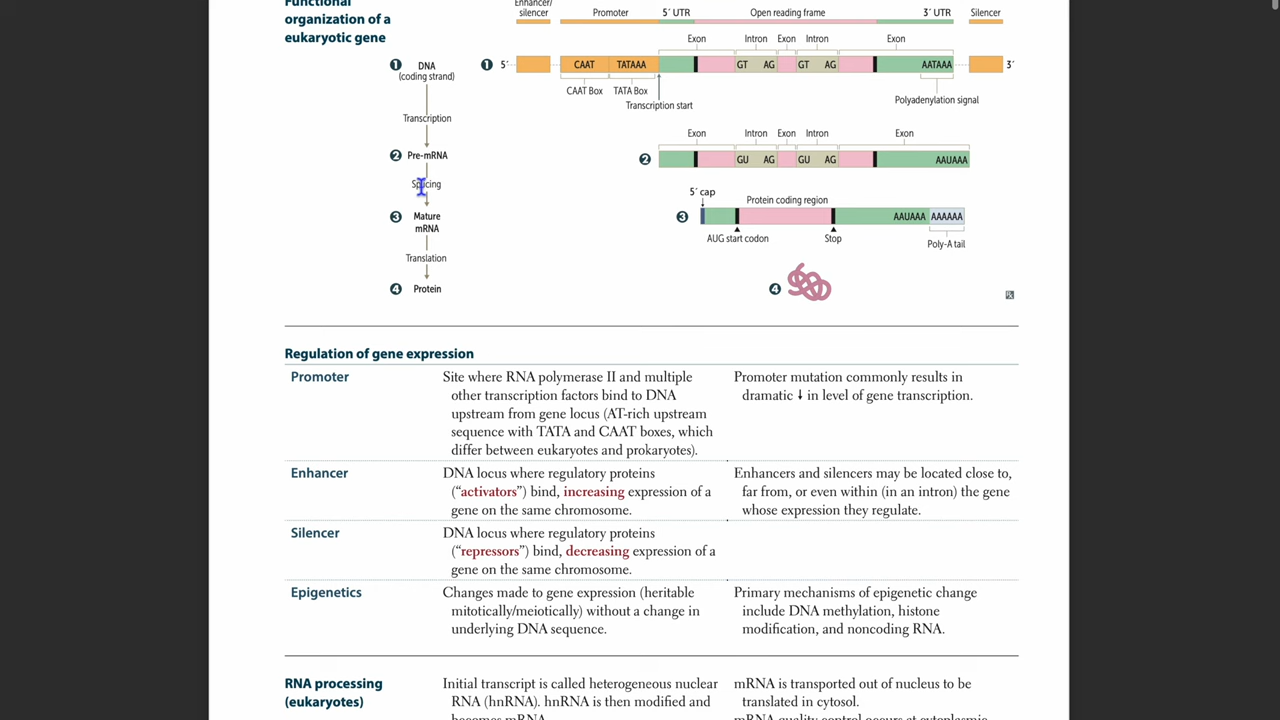 Functional
organization of a
eukaryotic gene
Enhancer/
silencer
Promoter
5′ UTR
Open reading frame
3′ UTR
Silencer
Exon
Intron
Exon
Intron
Exon
1 DNA
(coding strand)
Transcription
2 Pre-mRNA
Splicing
3 Mature
mRNA
Translation
4 Protein
1 5′ CAAT TATAAA GT AG GT AG AATAAA 3′
CAAT Box
TATA Box
Transcription start
Polyadenylation signal
Exon
Intron
Exon
Intron
Exon
2 GU AG GU AG AAUAAA
5′ cap
Protein coding region
3 AAUAAA AAAAAA
AUG start codon
Stop
Poly-A tail
4
Regulation of gene expression
Promoter
Site where RNA polymerase II and multiple
other transcription factors bind to DNA
upstream from gene locus (AT-rich upstream
sequence with TATA and CAAT boxes, which
differ between eukaryotes and prokaryotes).
Promoter mutation commonly results in
dramatic ↓ in level of gene transcription.
Enhancer
DNA locus where regulatory proteins
(“activators”) bind, increasing expression of a
gene on the same chromosome.
Enhancers and silencers may be located close to,
far from, or even within (in an intron) the gene
whose expression they regulate.
Silencer
DNA locus where regulatory proteins
(“repressors”) bind, decreasing expression of a
gene on the same chromosome.
Epigenetics
Changes made to gene expression (heritable
mitotically/meiotically) without a change in
underlying DNA sequence.
Primary mechanisms of epigenetic change
include DNA methylation, histone
modification, and noncoding RNA.
RNA processing
(eukaryotes)
Initial transcript is called heterogeneous nuclear
RNA (hnRNA). hnRNA is then modified and
becomes mRNA.
mRNA is transported out of nucleus to be
translated in cytosol.
mRNA quality control occurs at cytoplasmic